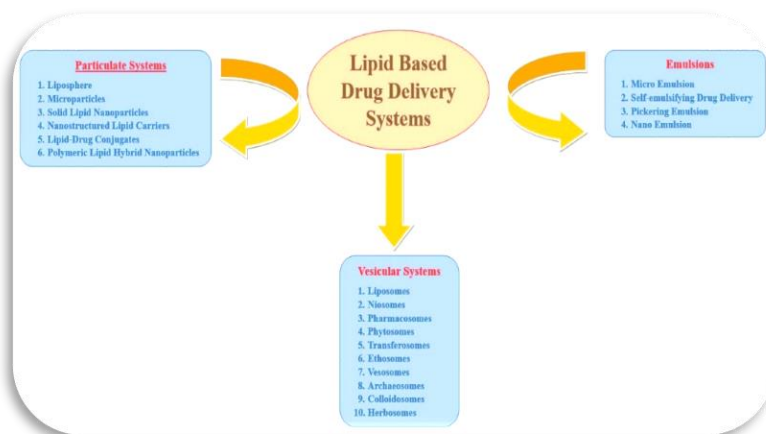 Lipid Based
Drug Delivery
Systems
Particulate Systems
1. Liposphere
2. Microparticles
3. Solid Lipid Nanoparticles
4. Nanostructured Lipid Carriers
5. Lipid-Drug Conjugates
6. Polymeric Lipid Hybrid Nanoparticles
Emulsions
1. Micro Emulsion
2. Self-emulsifying Drug Delivery
3. Pickering Emulsion
4. Nano Emulsion
Vesicular Systems
1. Liposomes
2. Niosomes
3. Pharmacosomes
4. Phytosomes
5. Transferosomes
6. Ethosomes
7. Vesosomes
8. Archaeosomes
9. Colloidosomes
10. Herbosomes